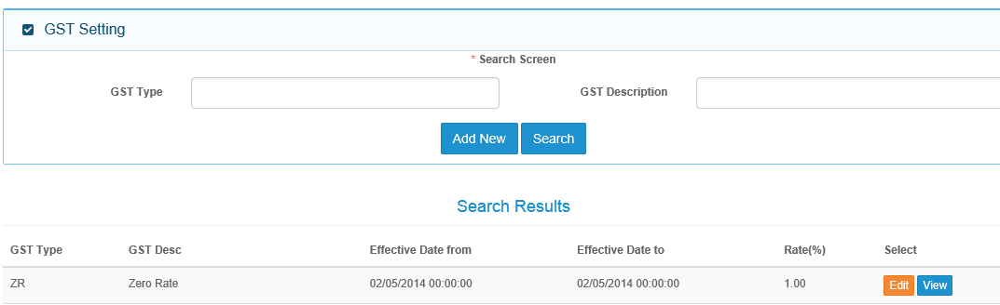 GST Setting
* Search Screen
GST Type GST Description
Add New Search
Search Results
GST Type GST Desc Effective Date from Effective Date to Rate(%) Select
ZR Zero Rate 02/05/2014 00:00:00 02/05/2014 00:00:00 1.00 Edit View